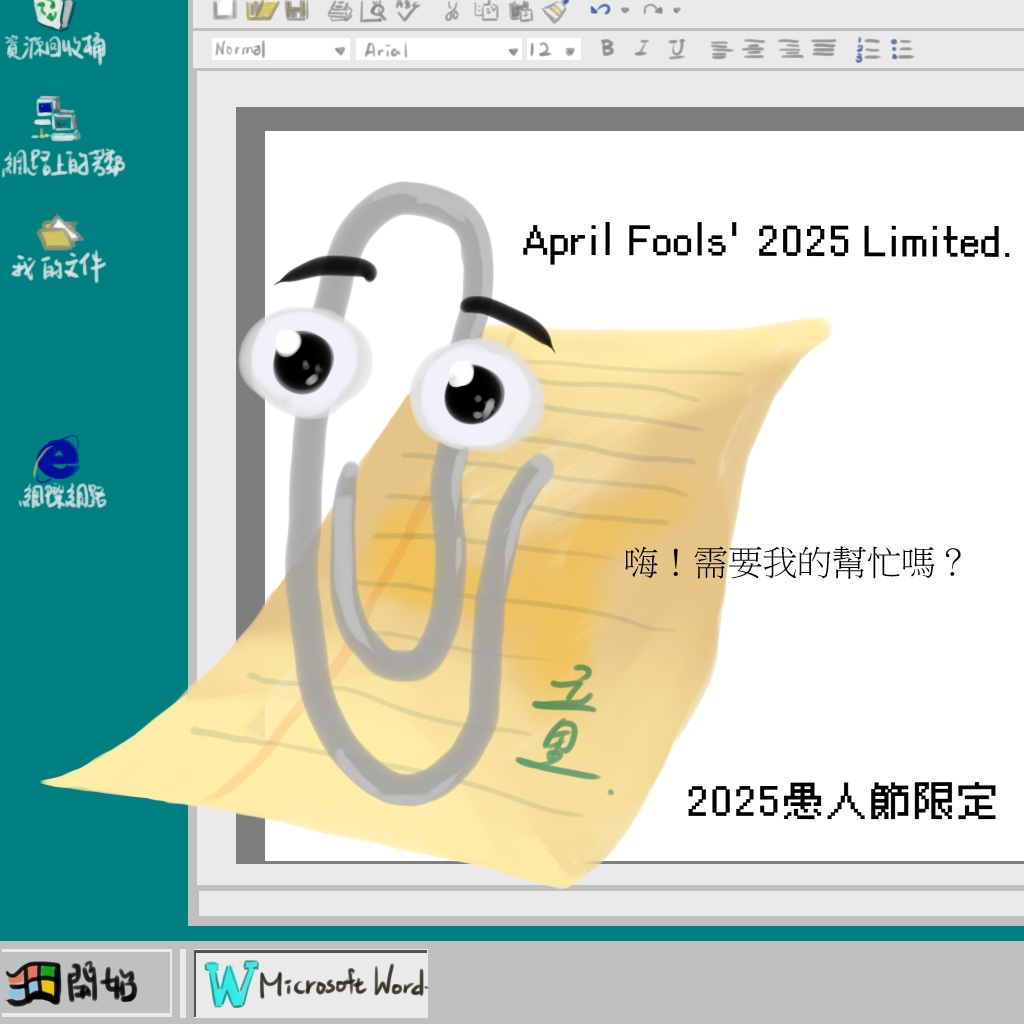 資源回收桶
網路上的芳鄰
我的文件
網際網路
Normal
Arial
12
B I U
April Fools' 2025 Limited.
嗨！需要我的幫忙嗎？
2025愚人節限定
開始
Microsoft Word